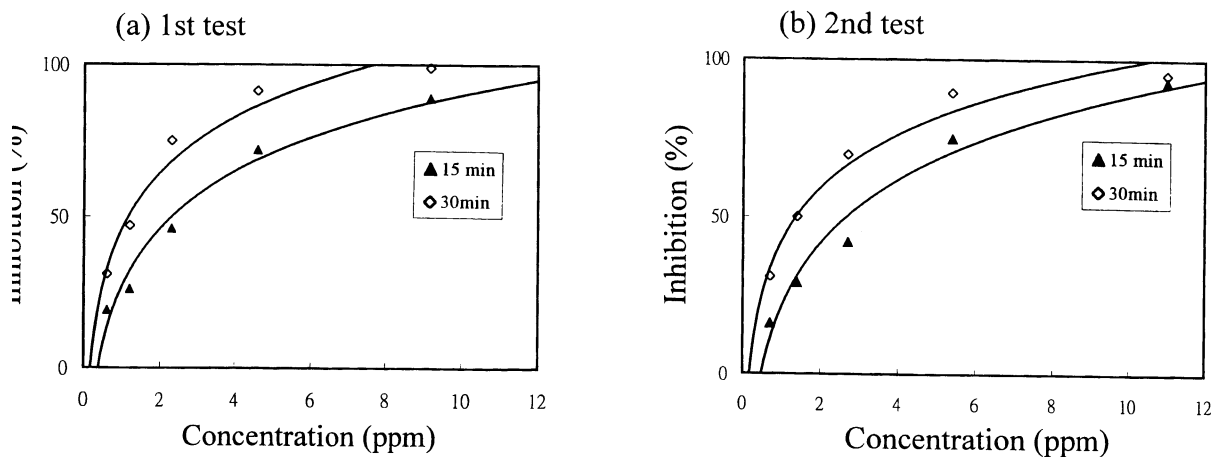 (a) 1st test
100
50
0
0 2 4 6 8 10 12
Concentration (ppm)
Inhibition (%)
15 min
30min
(b) 2nd test
100
50
0
0 2 4 6 8 10 12
Concentration (ppm)
Inhibition (%)
15 min
30min